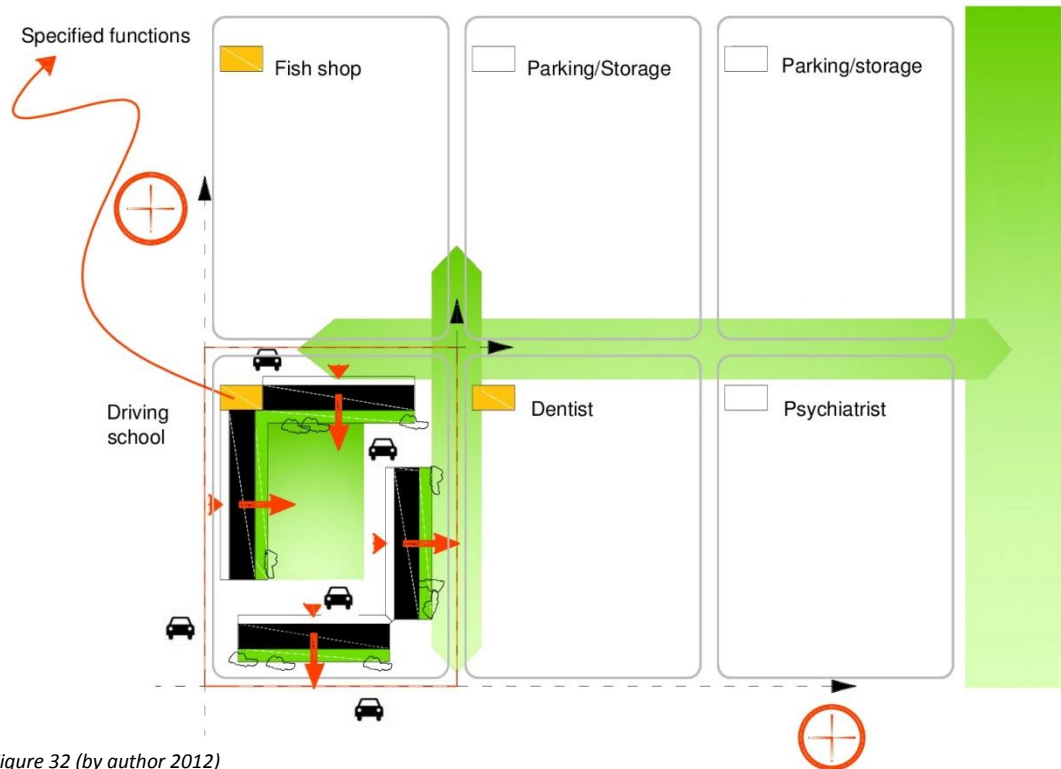 Specified functions
Fish shop
Parking/Storage
Parking/storage
Driving
school
Dentist
Psychiatrist
igure 32 (by author 2012)